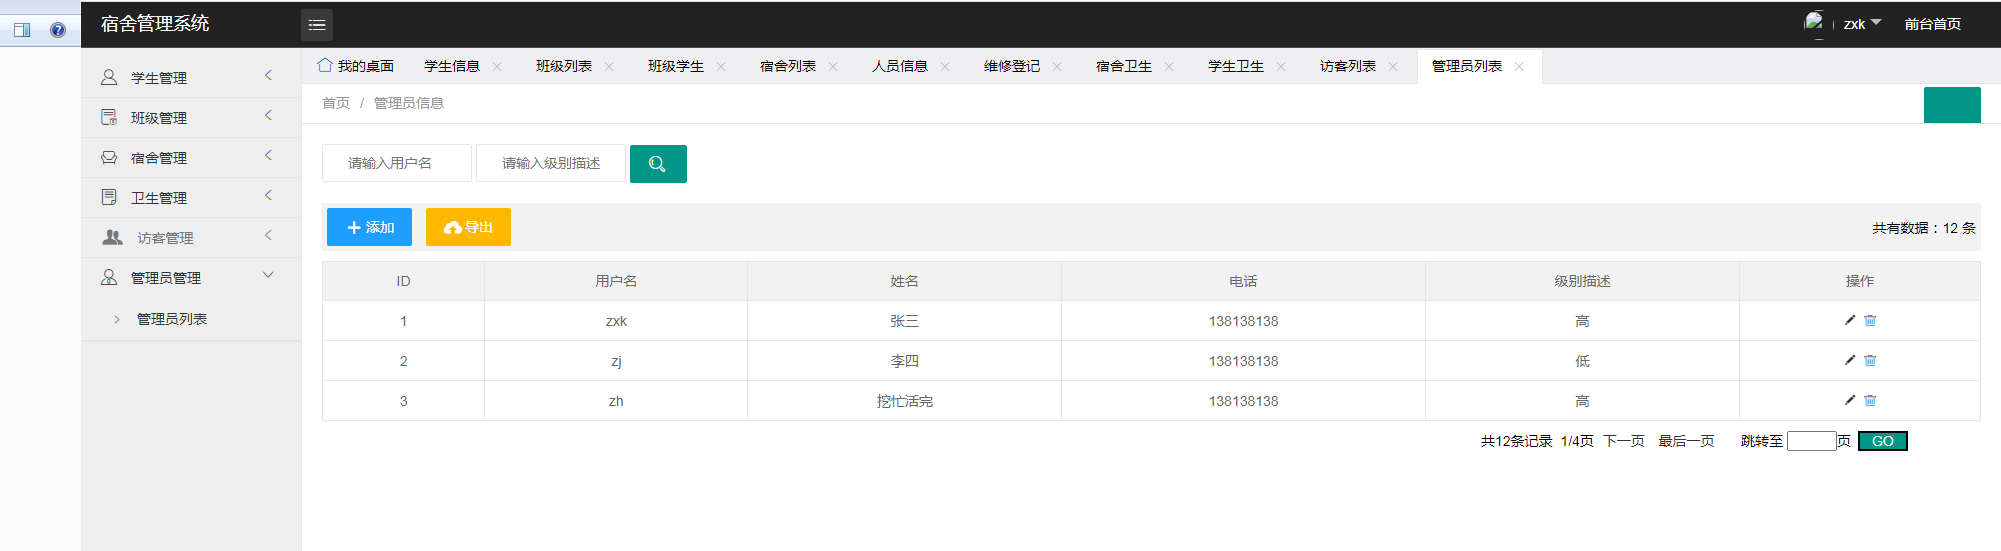 宿舍管理系统 zxk 前台首页
我的桌面 学生信息 班级列表 班级学生 宿舍列表 人员信息 维修登记 宿舍卫生 学生卫生 访客列表 管理员列表
学生管理
班级管理
宿舍管理
卫生管理
访客管理
管理员管理
管理员列表
首页 / 管理员信息
请输入用户名 请输入级别描述
添加 导出 共有数据：12 条
ID 用户名 姓名 电话 级别描述 操作
1 zxk 张三 138138138 高
2 zj 李四 138138138 低
3 zh 挖忙活完 138138138 高
共12条记录 1/4页 下一页 最后一页 跳转至 页 GO